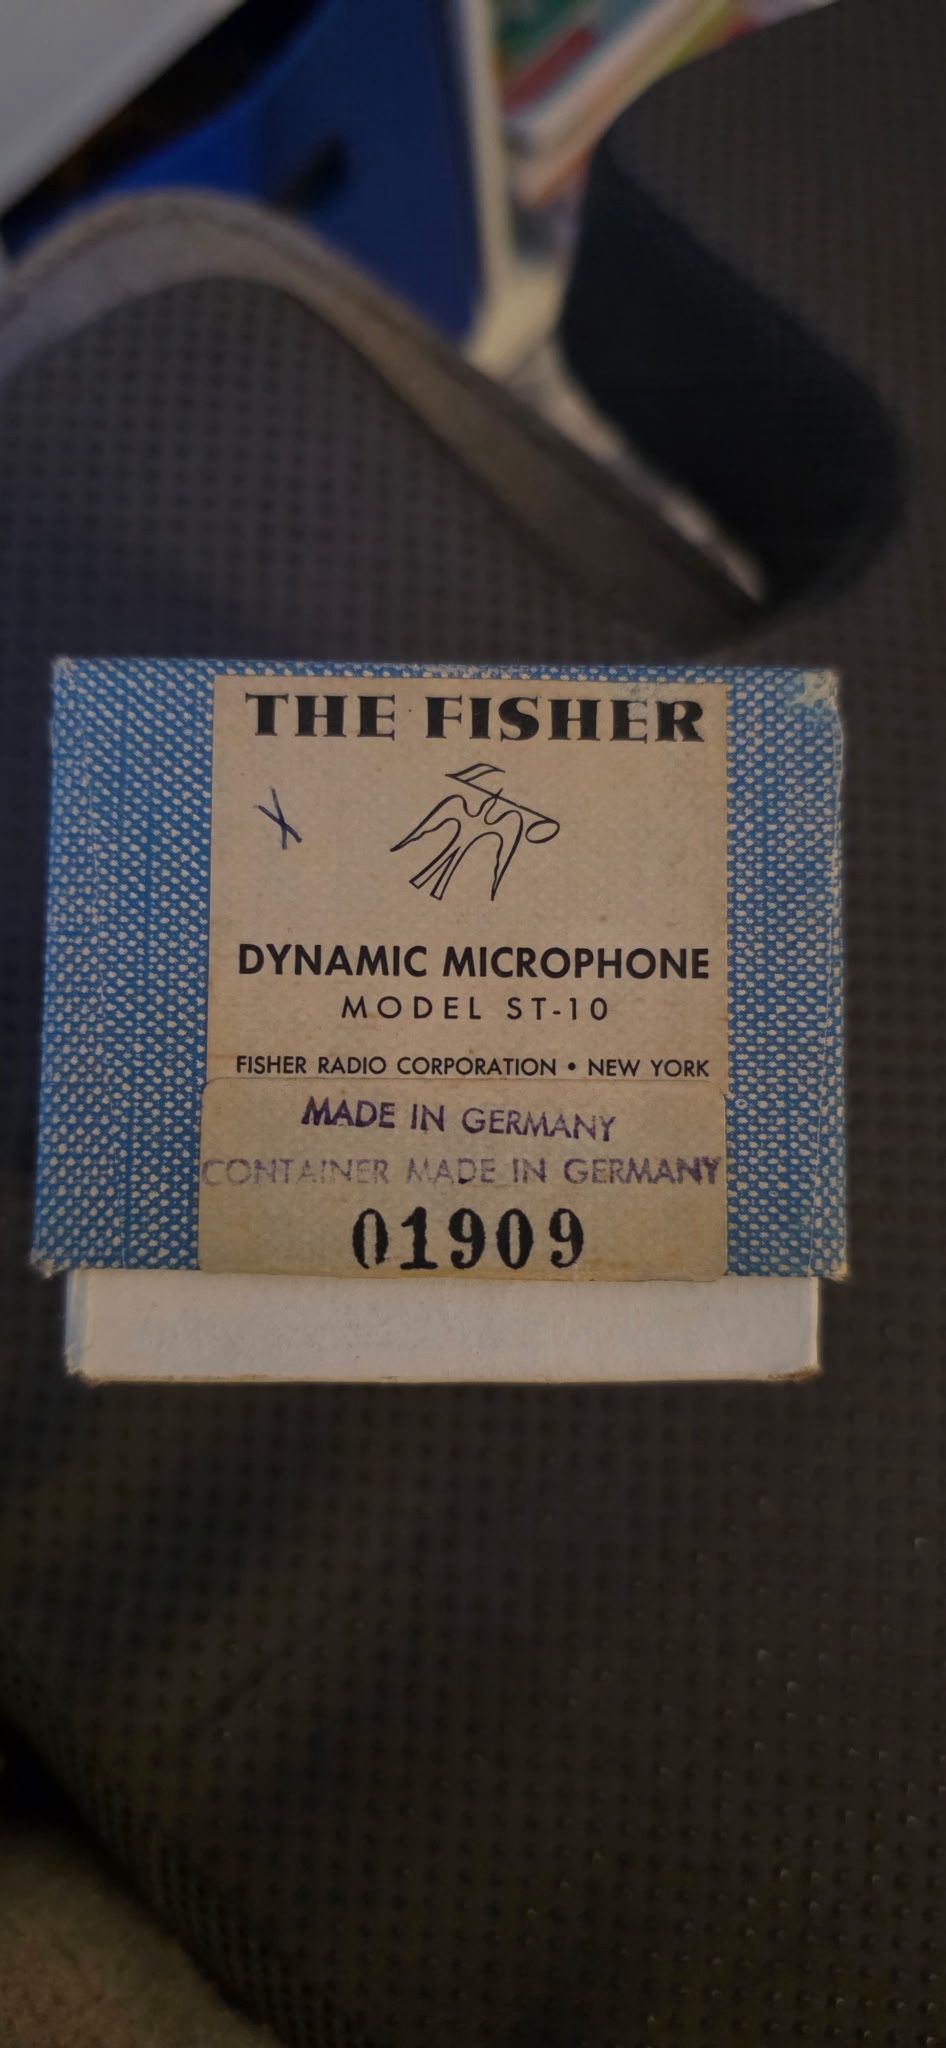 THE FISHER
X
DYNAMIC MICROPHONE
MODEL ST-10
FISHER RADIO CORPORATION • NEW YORK
MADE IN GERMANY
CONTAINER MADE IN GERMANY
01909